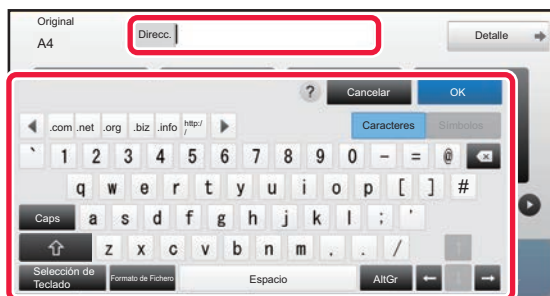 Original
A4
Direcc.
Detalle
? Cancelar OK
.com .net .org .biz .info http:/
/
Caracteres Símbolos
` 1 2 3 4 5 6 7 8 9 0 - = @
q w e r t y u i o p [ ] #
Caps a s d f g h j k l ; '
z x c v b n m . . /
Selección de
Teclado
Formato de Fichero
Espacio
AltGr